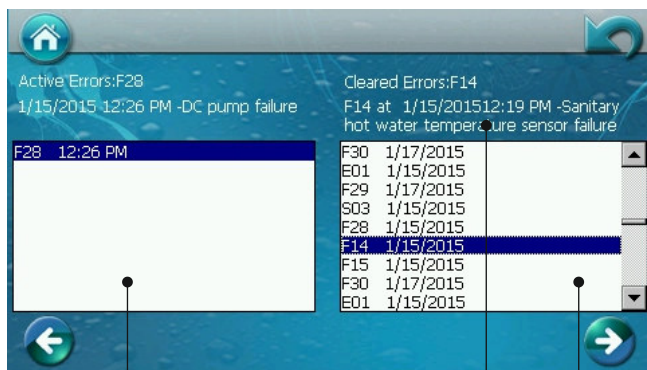 Active Errors:F28
1/15/2015 12:26 PM -DC pump failure
F28 12:26 PM
Cleared Errors:F14
F14 at 1/15/201512:19 PM -Sanitary
hot water temperature sensor failure
F30 1/17/2015
E01 1/15/2015
F29 1/17/2015
S03 1/15/2015
F28 1/15/2015
F14 1/15/2015
F15 1/15/2015
F30 1/17/2015
E01 1/15/2015